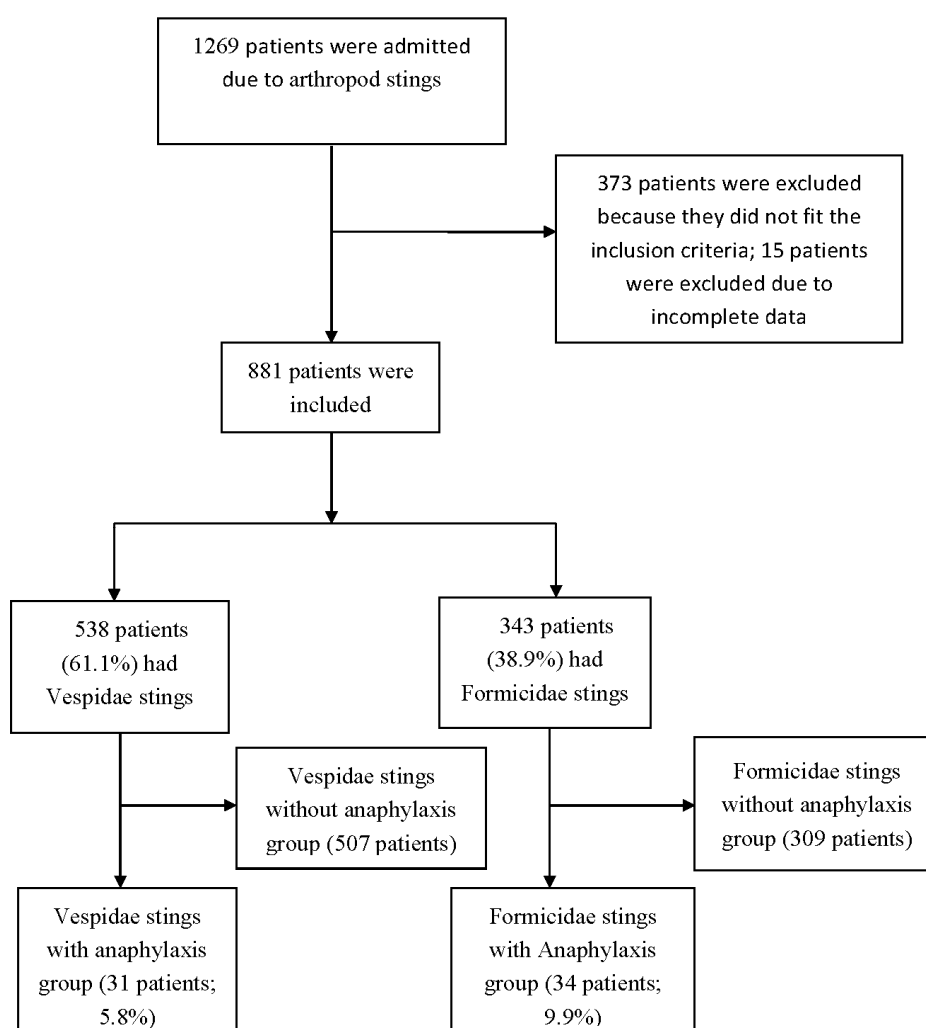 1269 patients were admitted
due to arthropod stings
373 patients were excluded
because they did not fit the
inclusion criteria; 15 patients
were excluded due to
incomplete data
881 patients were
included
538 patients
(61.1%) had
Vespidae stings
343 patients
(38.9%) had
Formicidae stings
Vespidae stings
without anaphylaxis
group (507 patients)
Formicidae stings
without anaphylaxis
group (309 patients)
Vespidae stings
with anaphylaxis
group (31 patients;
5.8%)
Formicidae stings
with Anaphylaxis
group (34 patients;
9.9%)